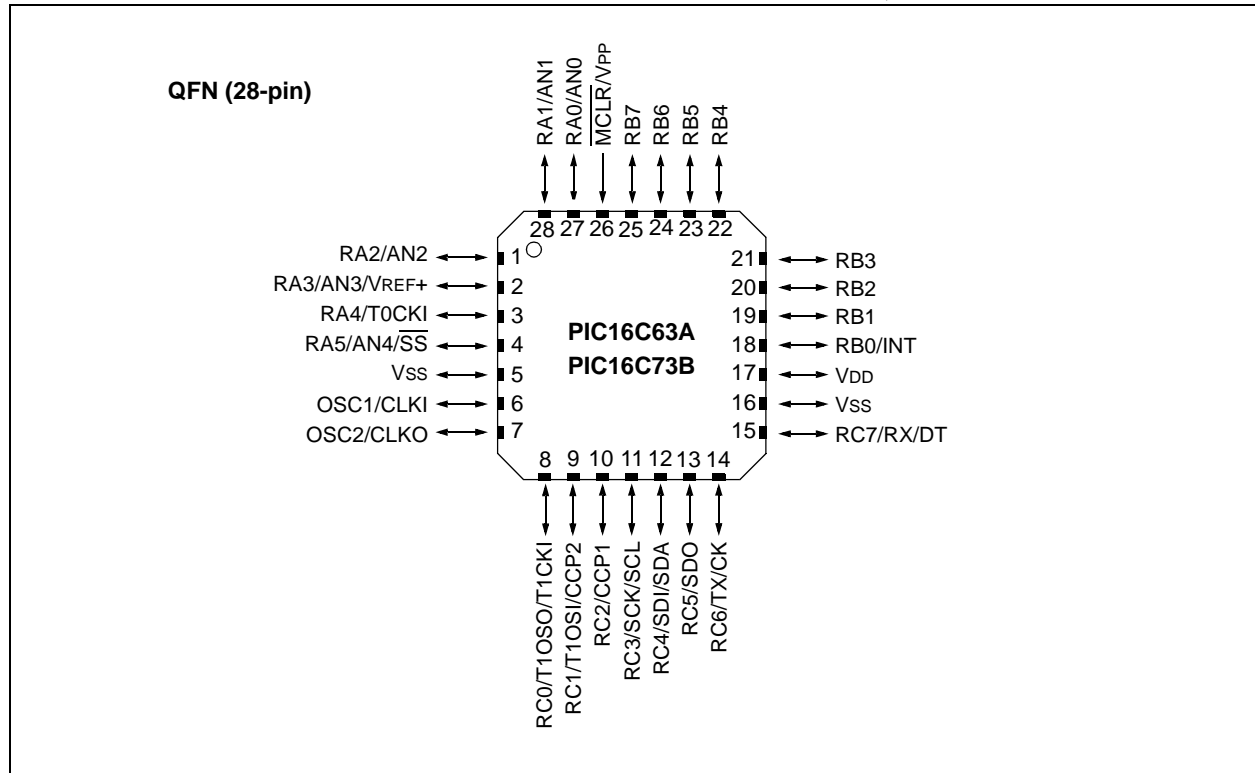 QFN (28-pin)
RA1/AN1
RA0/AN0
MCLR/VPP
RB7
RB6
RB5
RB4
28
27
26
25
24
23
22
RA2/AN2
RA3/AN3/VREF+
RA4/T0CKI
RA5/AN4/SS
VSS
OSC1/CLKI
OSC2/CLKO
1
2
3
4
5
6
7
PIC16C63A
PIC16C73B
21
20
19
18
17
16
15
RB3
RB2
RB1
RB0/INT
VDD
VSS
RC7/RX/DT
8
9
10
11
12
13
14
RC0/T1OSO/T1CKI
RC1/T1OSI/CCP2
RC2/CCP1
RC3/SCK/SCL
RC4/SDI/SDA
RC5/SDO
RC6/TX/CK